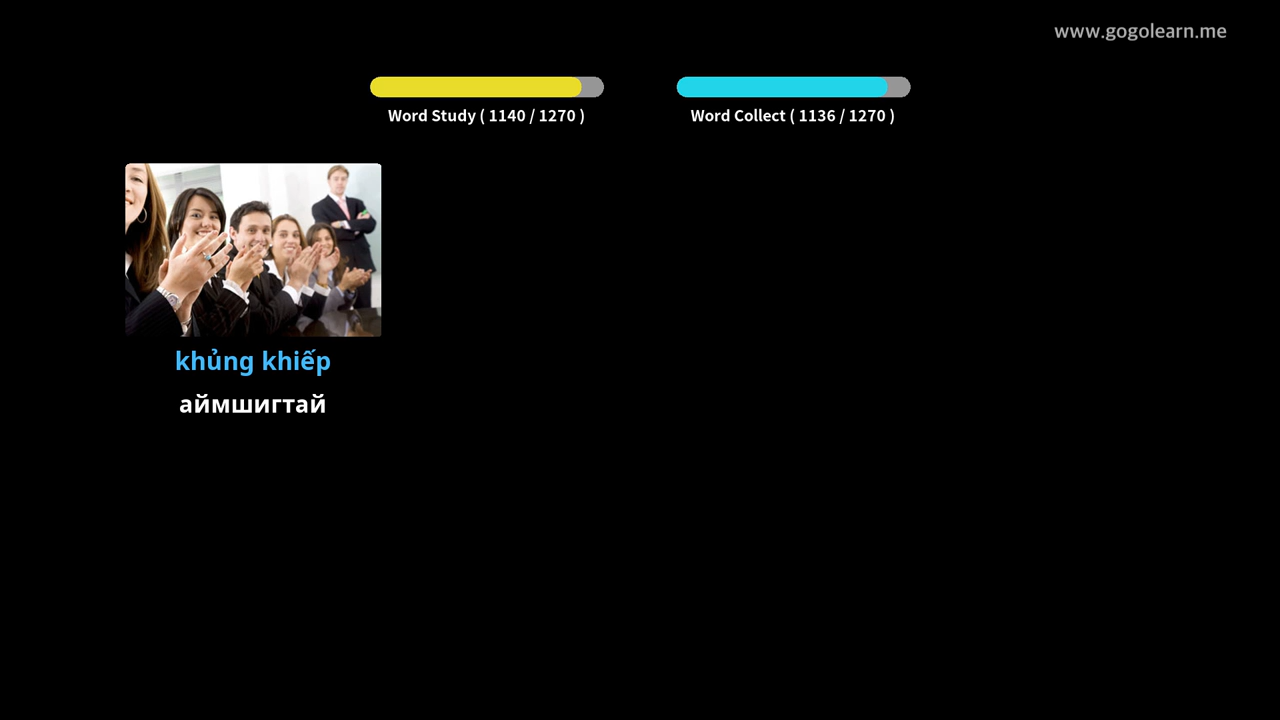 www.gogolearn.me
Word Study ( 1140 / 1270 )
Word Collect ( 1136 / 1270 )
khủng khiếp
аймшигтай